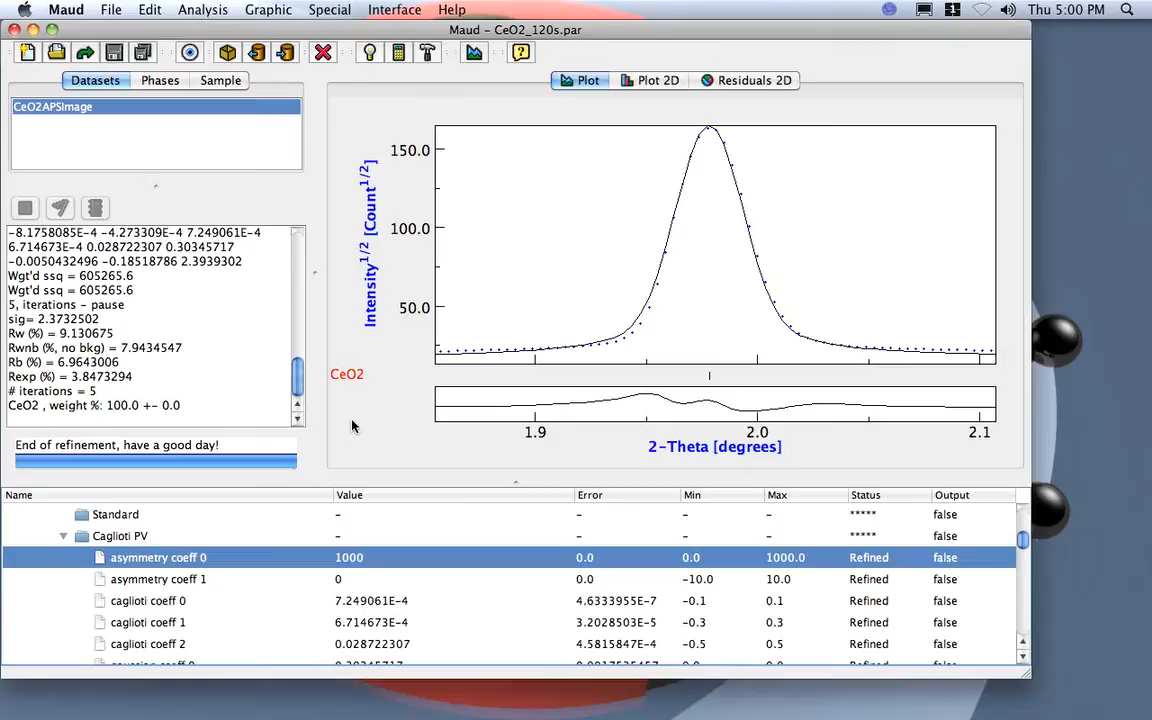 Maud File Edit Analysis Graphic Special Interface Help 1 Thu 5:00 PM
Maud – CeO2_120s.par
Datasets Phases Sample
Plot Plot 2D Residuals 2D
CeO2APSImage
-8.1758085E-4 -4.273309E-4 7.249061E-4
6.714673E-4 0.028722307 0.30345717
-0.0050432496 -0.18518786 2.3939302
Wgt'd ssq = 605265.6
Wgt'd ssq = 605265.6
5, iterations - pause
sig= 2.3732502
Rw (%) = 9.130675
Rwnb (%, no bkg) = 7.9434547
Rb (%) = 6.9643006
Rexp (%) = 3.8473294
# iterations = 5
CeO2 , weight %: 100.0 +- 0.0
End of refinement, have a good day!
Intensity1/2 [Count1/2]
150.0
100.0
50.0
CeO2
1.9 2.0 2.1
2-Theta [degrees]
Name Value Error Min Max Status Output
Standard – – – – ***** false
Caglioti PV – – – – ***** false
asymmetry coeff 0 1000 0.0 0.0 1000.0 Refined false
asymmetry coeff 1 0 0.0 -10.0 10.0 Refined false
caglioti coeff 0 7.249061E-4 4.6333955E-7 -0.1 0.1 Refined false
caglioti coeff 1 6.714673E-4 3.2028503E-5 -0.3 0.3 Refined false
caglioti coeff 2 0.028722307 4.5815847E-4 -0.5 0.5 Refined false